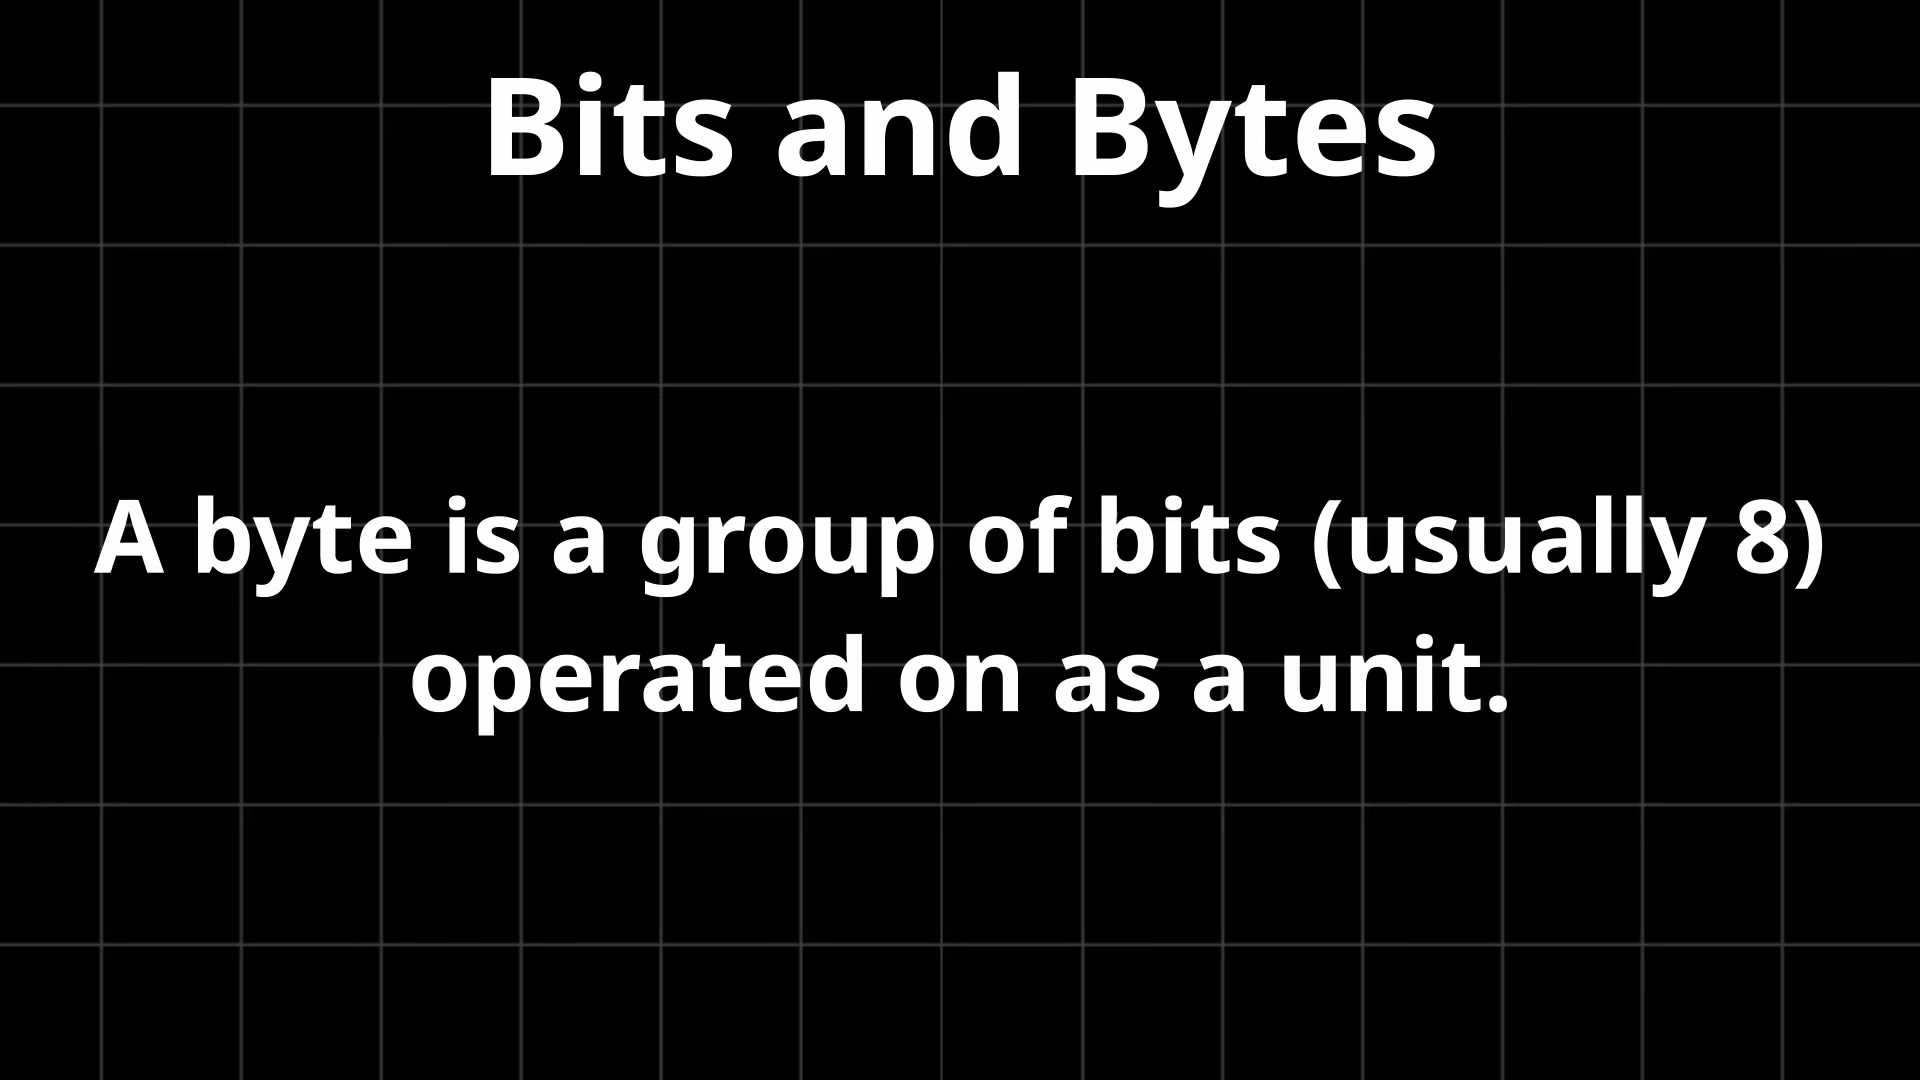 Bits and Bytes
A byte is a group of bits (usually 8)
operated on as a unit.